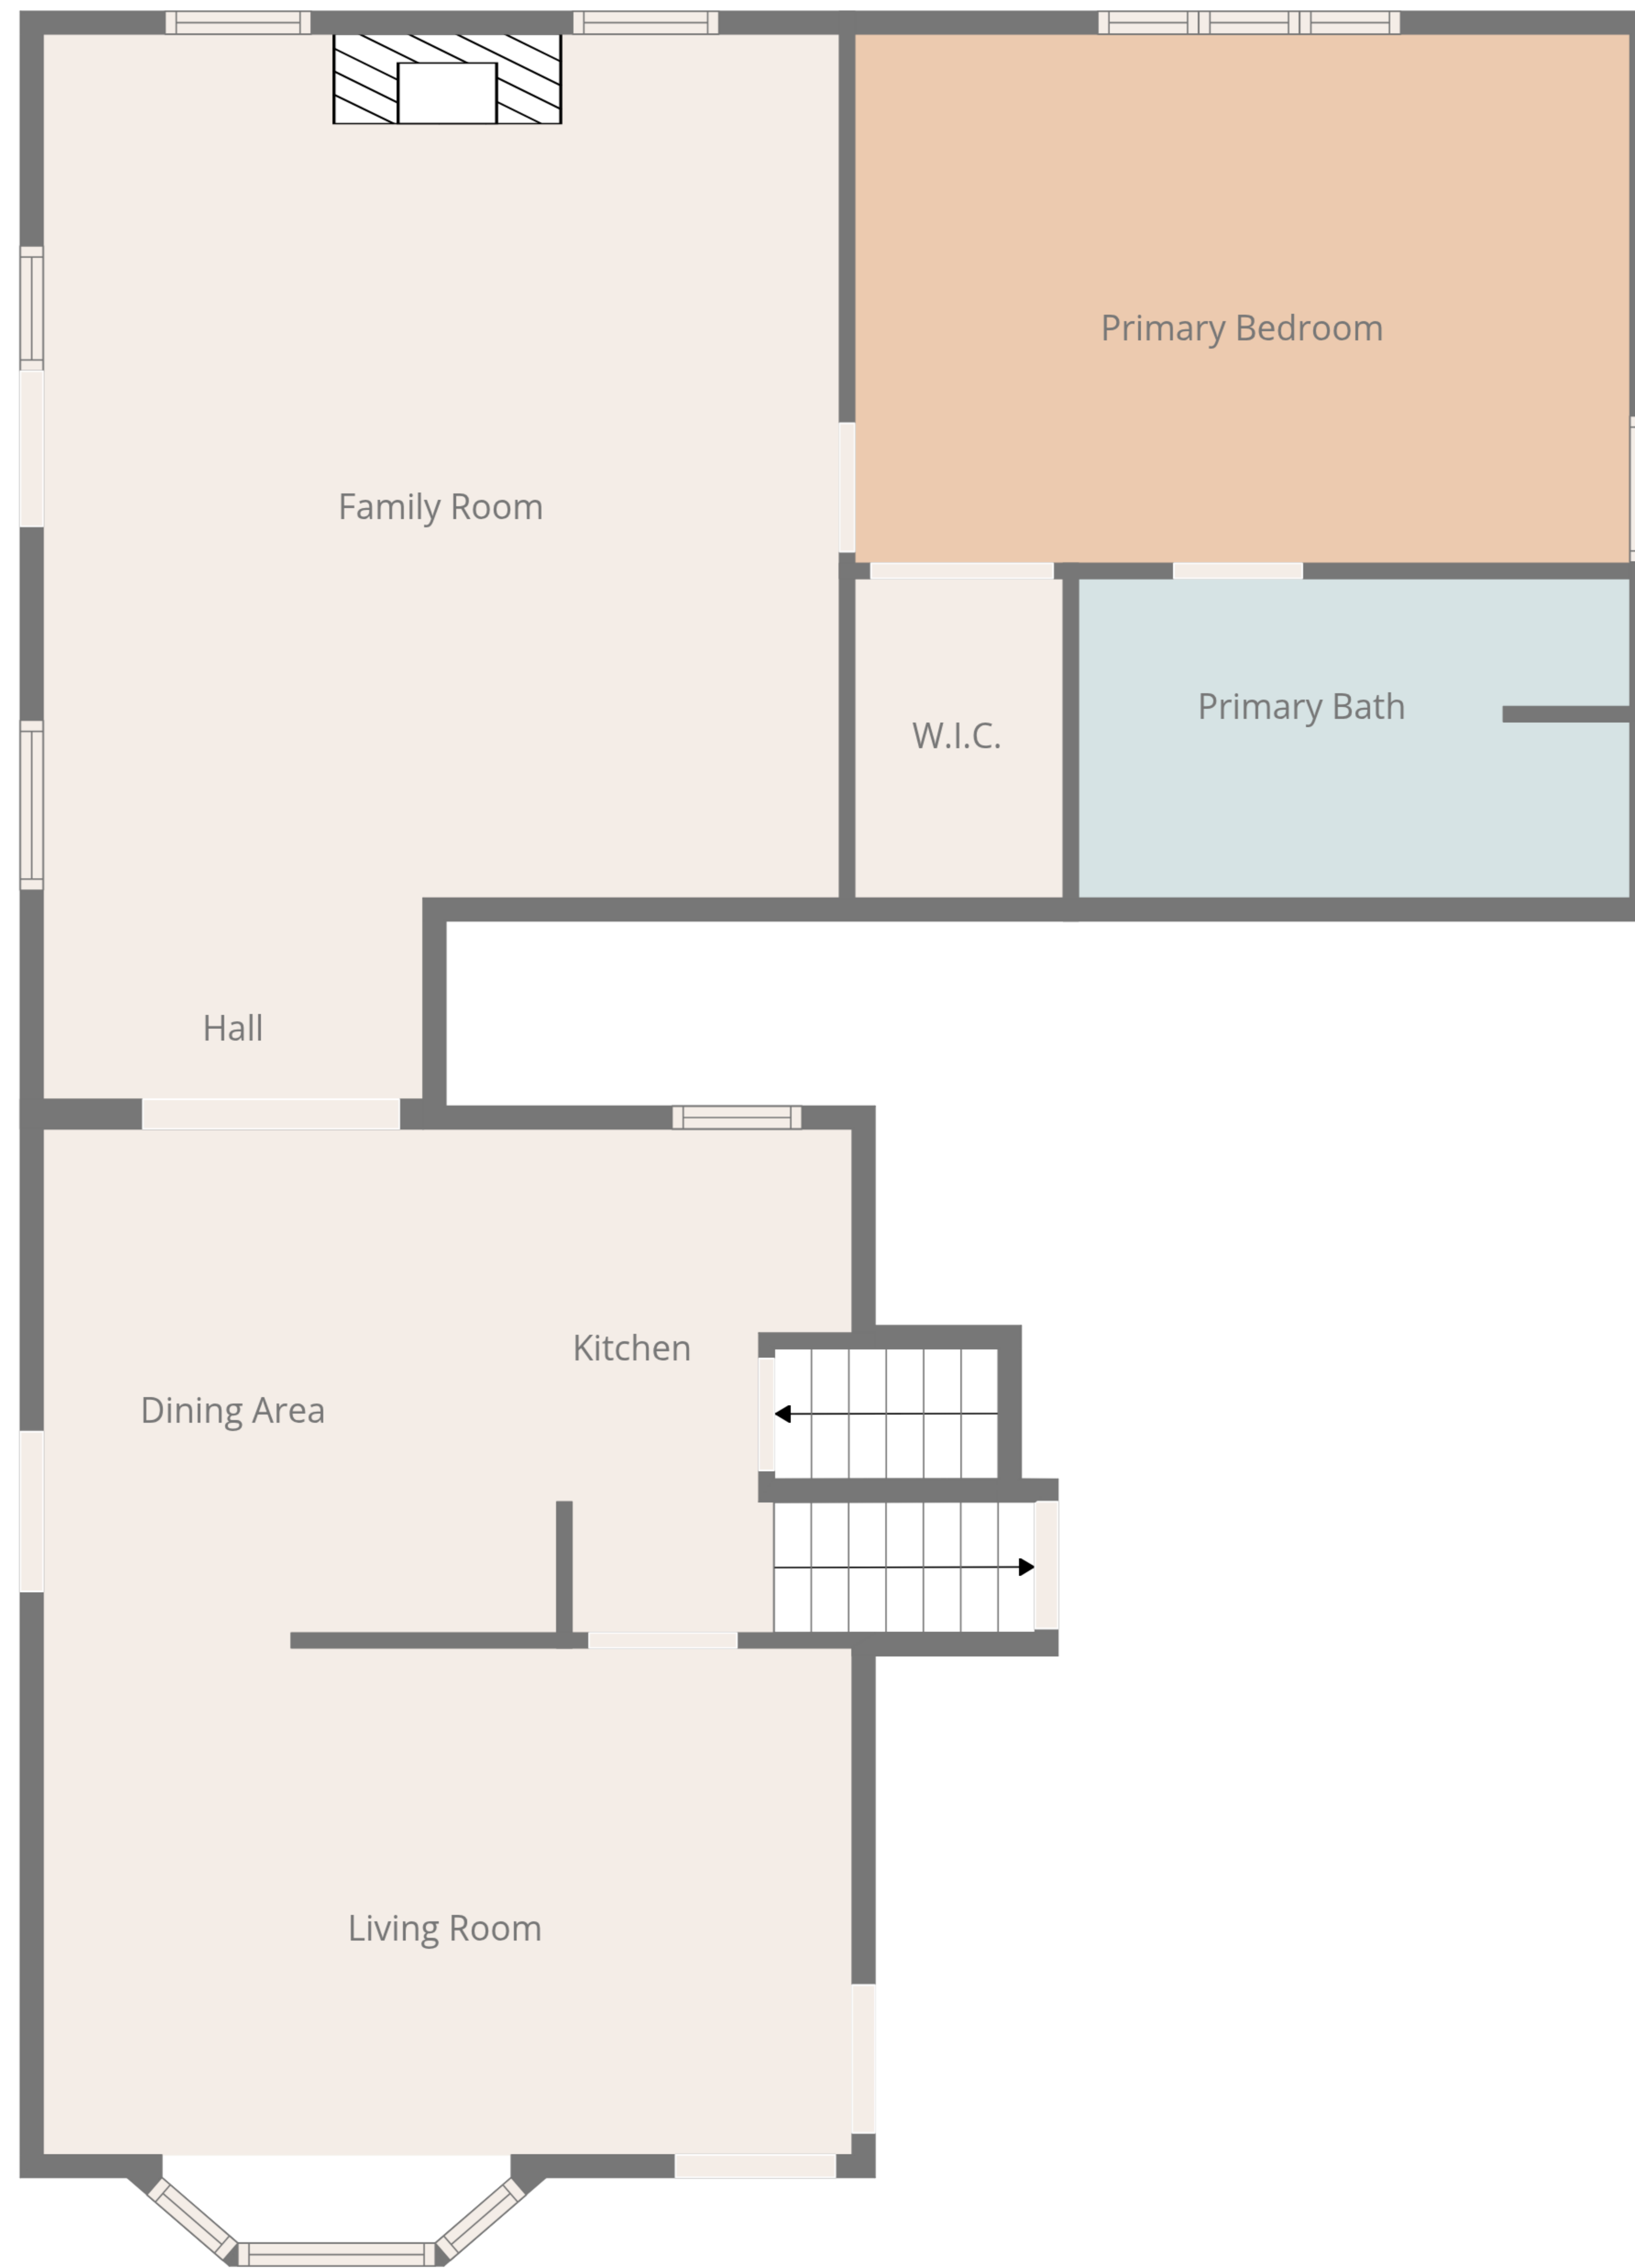 Primary Bedroom
Family Room
Primary Bath
W.I.C.
Hall
Kitchen
Dining Area
Living Room